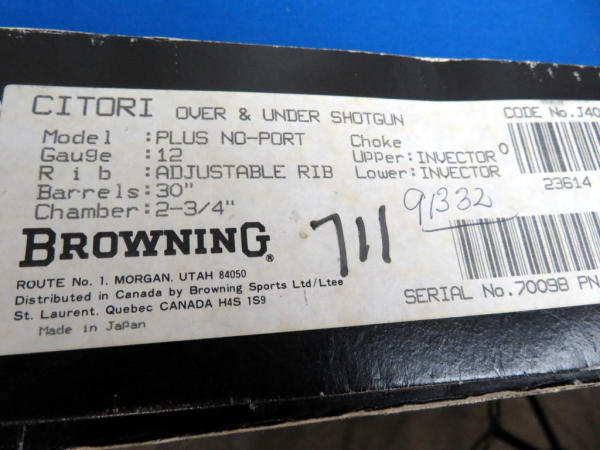 CITORI OVER & UNDER SHOTGUN
Model :PLUS NO-PORT
Gauge :12
Rib :ADJUSTABLE RIB
Barrels:30"
Chamber:2-3/4"
Choke
Upper:INVECTOR
Lower:INVECTOR
CODE No.J40
23614
91332
711
BROWNING®
ROUTE No. 1, MORGAN, UTAH 84050
Distributed in Canada by Browning Sports Ltd/Ltee
St. Laurent, Quebec CANADA H4S 1S9
Made in Japan
SERIAL No.7009B PN